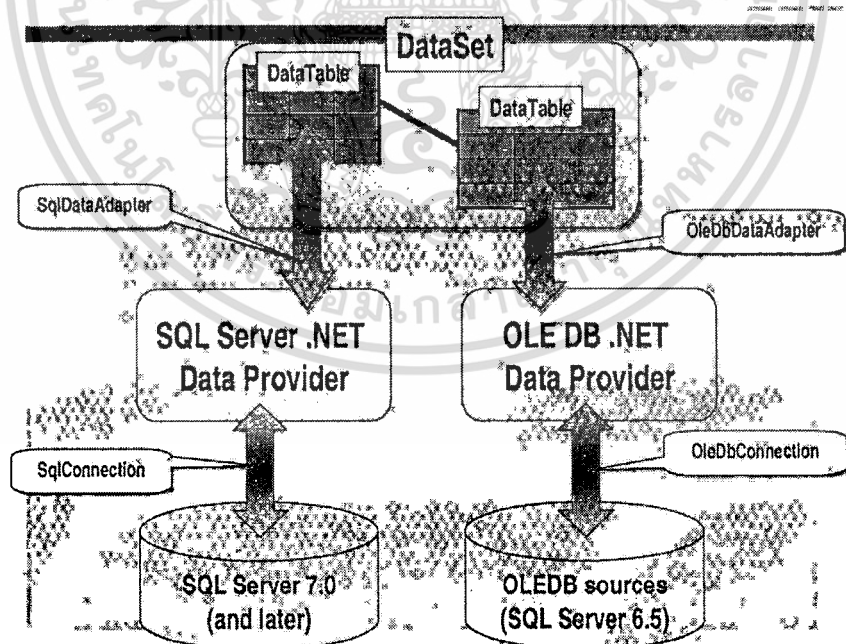 DataSet
DataTable
DataTable
SqlDataAdapter
OleDbDataAdapter
SQL Server .NET
Data Provider
OLE DB .NET
Data Provider
SqlConnection
OleDbConnection
SQL Server 7.0
(and later)
OLEDB sources
(SQL Server 6.5)